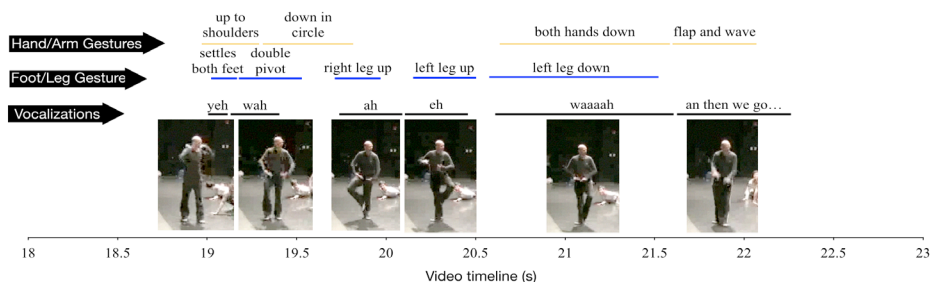 up to
shoulders
down in
circle
Hand/Arm Gestures
both hands down
flap and wave
settles
both feet
double
pivot
Foot/Leg Gesture
right leg up
left leg up
left leg down
Vocalizations
yeh
wah
ah
eh
waaaah
an then we go…
18
18.5
19
19.5
20
20.5
21
21.5
22
22.5
23
Video timeline (s)